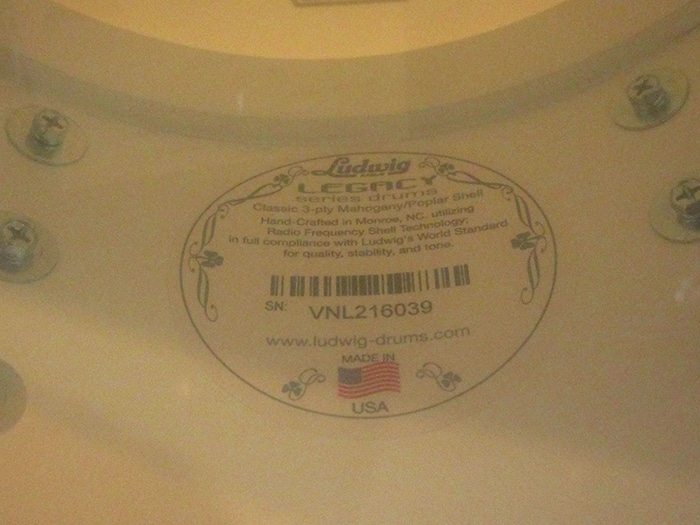 Ludwig
LEGACY
series drums
Classic 3-ply Mahogany/Poplar Shell
Hand-Crafted in Monroe, NC. utilizing
Radio Frequency Shell Technology;
in full compliance with Ludwig's World Standard
for quality, stability, and tone.
SN: VNL216039
www.ludwig-drums.com
MADE IN
USA